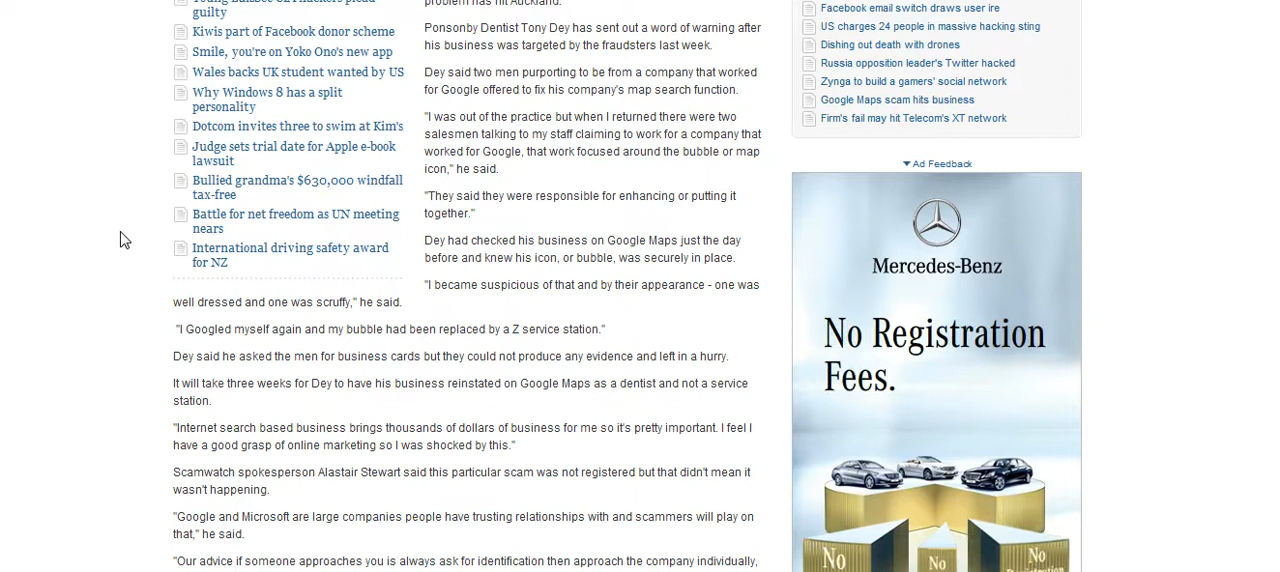 guilty
Kiwis part of Facebook donor scheme
Smile, you're on Yoko Ono's new app
Wales backs UK student wanted by US
Why Windows 8 has a split
personality
Dotcom invites three to swim at Kim's
Judge sets trial date for Apple e-book
lawsuit
Bullied grandma's $630,000 windfall
tax-free
Battle for net freedom as UN meeting
nears
International driving safety award
for NZ
problem has hit Auckland.
Ponsonby Dentist Tony Dey has sent out a word of warning after
his business was targeted by the fraudsters last week.
Dey said two men purporting to be from a company that worked
for Google offered to fix his company's map search function.
"I was out of the practice but when I returned there were two
salesmen talking to my staff claiming to work for a company that
worked for Google, that work focused around the bubble or map
icon," he said.
"They said they were responsible for enhancing or putting it
together."
Dey had checked his business on Google Maps just the day
before and knew his icon, or bubble, was securely in place.
"I became suspicious of that and by their appearance - one was
well dressed and one was scruffy," he said.
"I Googled myself again and my bubble had been replaced by a Z service station."
Dey said he asked the men for business cards but they could not produce any evidence and left in a hurry.
It will take three weeks for Dey to have his business reinstated on Google Maps as a dentist and not a service
station.
"Internet search based business brings thousands of dollars of business for me so it's pretty important. I feel I
have a good grasp of online marketing so I was shocked by this."
Scamwatch spokesperson Alastair Stewart said this particular scam was not registered but that didn't mean it
wasn't happening.
"Google and Microsoft are large companies people have trusting relationships with and scammers will play on
that," he said.
"Our advice if someone approaches you is always ask for identification then approach the company individually,
Facebook email switch draws user ire
US charges 24 people in massive hacking sting
Dishing out death with drones
Russia opposition leader's Twitter hacked
Zynga to build a gamers' social network
Google Maps scam hits business
Firm's fail may hit Telecom's XT network
Ad Feedback
Mercedes-Benz
No Registration
Fees.
No
No
No
Registration